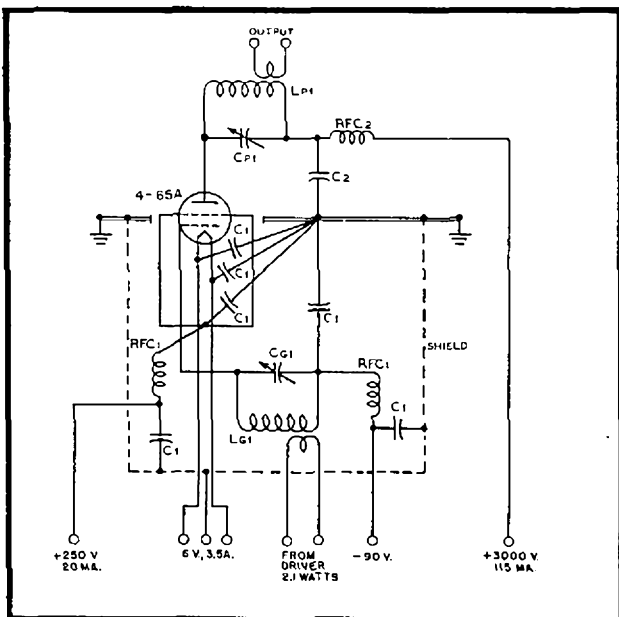 OUTPUT
LP1
RFC2
CP1
C2
4-65A
C1
C1
C1
C1
RFC1
CG1
RFC1
SHIELD
C1
LG1
C1
+250 V
20 MA.
6 V, 3.5A.
FROM
DRIVER
2.1 WATTS
-90 V.
+3000 V.
115 MA.